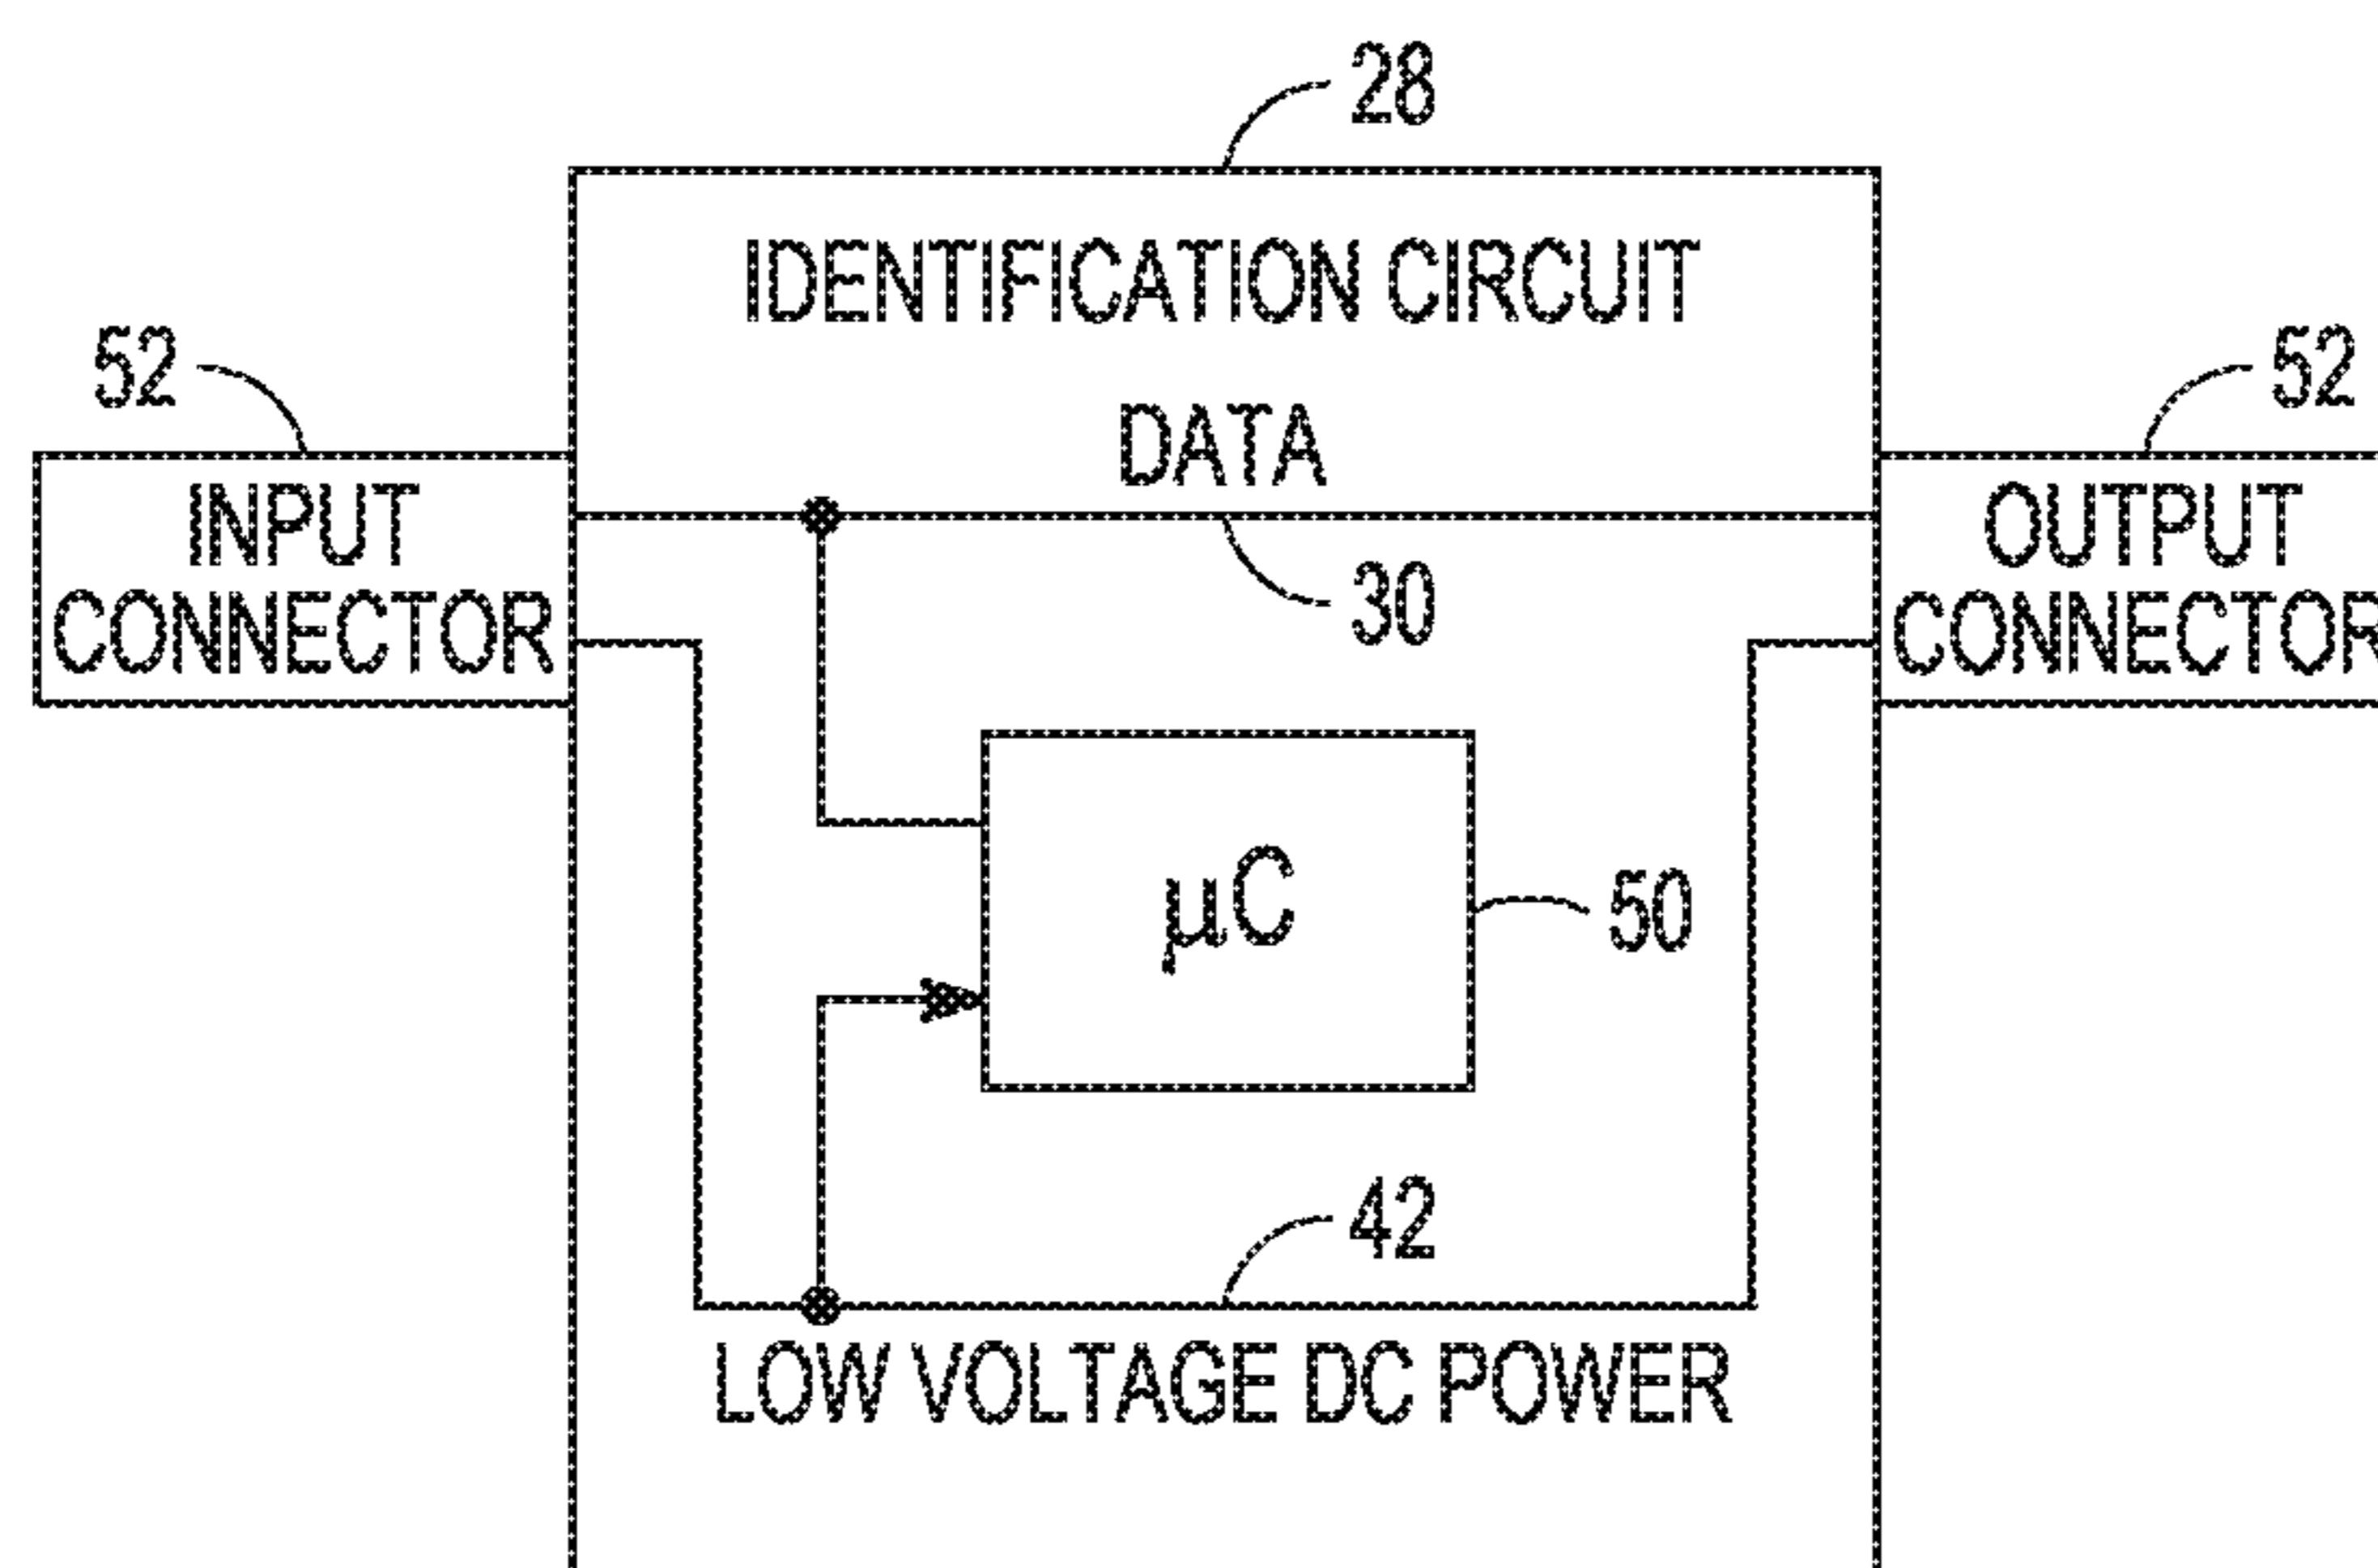 28
IDENTIFICATION CIRCUIT
52
52
DATA
INPUT
CONNECTOR
OUTPUT
CONNECTOR
30
µC
50
42
LOW VOLTAGE DC POWER